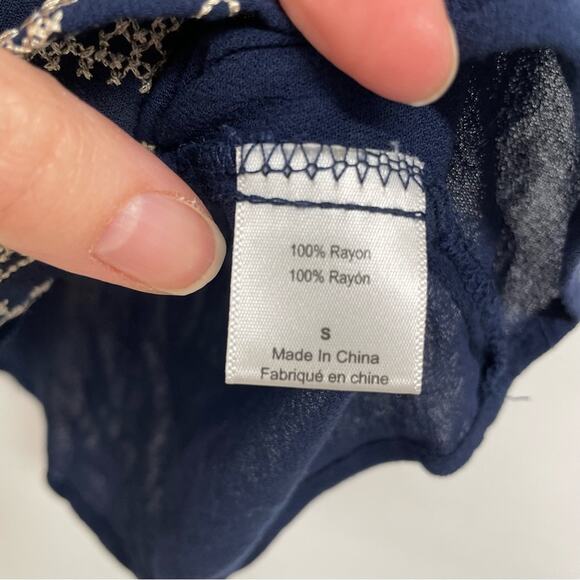 100% Rayon
100% Rayón
S
Made In China
Fabriqué en chine